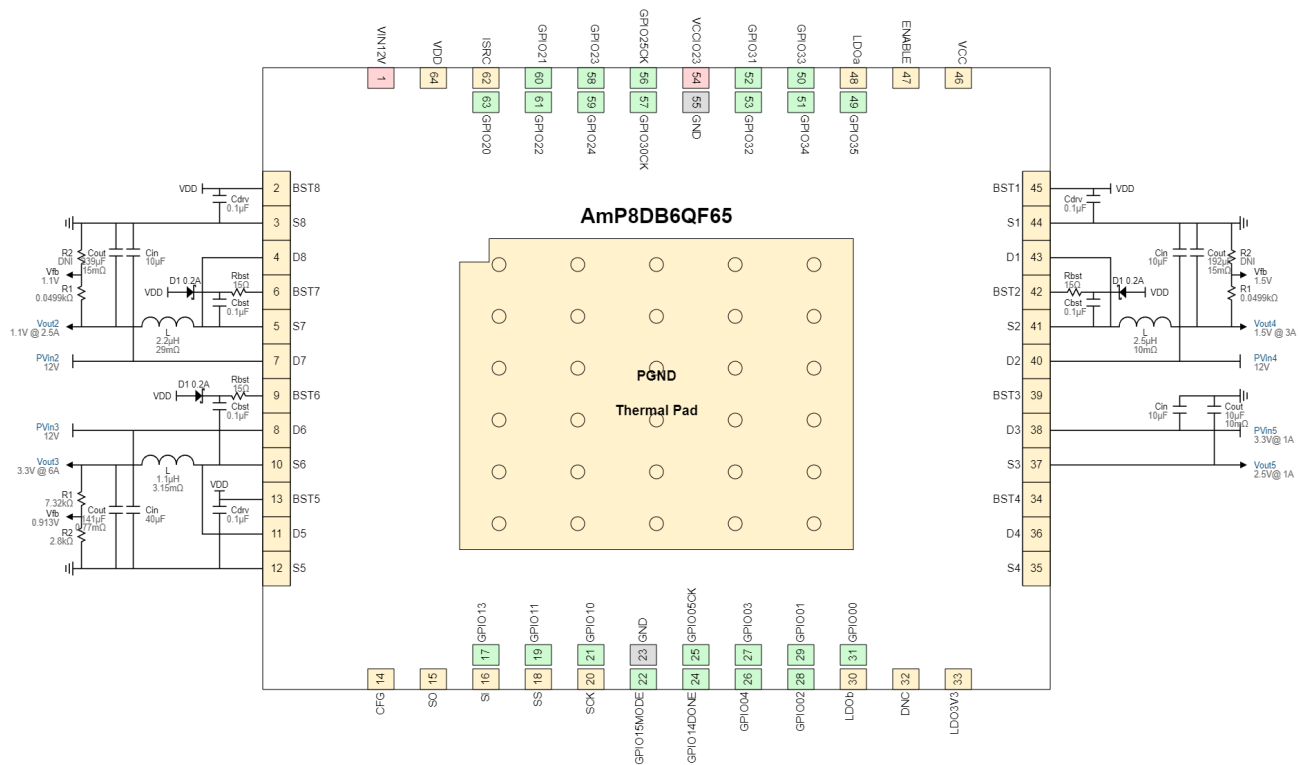 VIN12V
VDD
ISRC
GPIO21
GPIO23
GPIO25CK
VCCIO23
GPIO31
GPIO33
LDOa
ENABLE
VCC
1
64
62
60
58
56
54
52
50
48
47
46
63
61
59
57
55
53
51
49
GPIO20
GPIO22
GPIO24
GPIO30CK
GND
GPIO32
GPIO34
GPIO35
AmP8DB6QF65
PGND
Thermal Pad
VDD
Cdrv
0.1µF
2
BST8
3
S8
R2
DNI
Cout
239µF
15mΩ
Cin
10µF
4
D8
Vfb
1.1V
D1 0.2A
Rbst
15Ω
VDD
6
BST7
R1
0.0499kΩ
Cbst
0.1µF
Vout2
1.1V @ 2.5A
L
2.2µH
29mΩ
5
S7
PVin2
12V
7
D7
D1 0.2A
Rbst
15Ω
VDD
9
BST6
Cbst
0.1µF
PVin3
12V
8
D6
Vout3
3.3V @ 6A
L
1.1µH
3.15mΩ
10
S6
R1
7.32kΩ
VDD
13
BST5
Vfb
0.913V
Cout
141µF
0.77mΩ
Cin
40µF
Cdrv
0.1µF
R2
2.8kΩ
11
D5
12
S5
BST1
45
VDD
Cdrv
0.1µF
S1
44
Cin
10µF
Cout
192µF
15mΩ
R2
DNI
D1
43
Vfb
1.5V
Rbst
15Ω
D1 0.2A
BST2
42
VDD
Cbst
0.1µF
R1
0.0499kΩ
S2
41
L
2.5µH
10mΩ
Vout4
1.5V @ 3A
D2
40
PVin4
12V
BST3
39
Cin
10µF
Cout
10µF
10mΩ
D3
38
PVin5
3.3V@ 1A
S3
37
Vout5
2.5V@ 1A
BST4
34
D4
36
S4
35
GPIO13
GPIO11
GPIO10
GND
GPIO05CK
GPIO03
GPIO01
GPIO00
17
19
21
23
25
27
29
31
14
15
16
18
20
22
24
26
28
30
32
33
CFG
SO
SI
SS
SCK
GPIO15MODE
GPIO14DONE
GPIO04
GPIO02
LDOb
DNC
LDO3V3